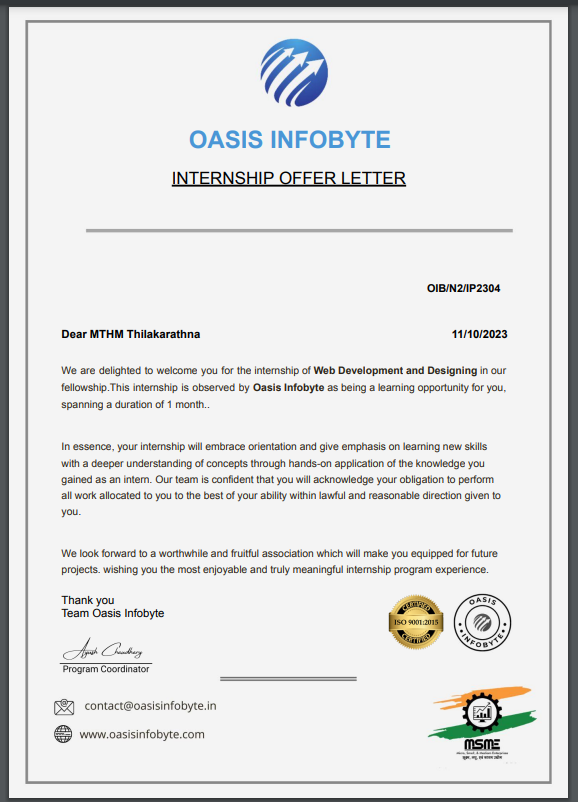 OASIS INFOBYTE
INTERNSHIP OFFER LETTER
OIB/N2/IP2304
Dear MTHM Thilakarathna 11/10/2023
We are delighted to welcome you for the internship of Web Development and Designing in our
fellowship.This internship is observed by Oasis Infobyte as being a learning opportunity for you,
spanning a duration of 1 month..
In essence, your internship will embrace orientation and give emphasis on learning new skills
with a deeper understanding of concepts through hands-on application of the knowledge you
gained as an intern. Our team is confident that you will acknowledge your obligation to perform
all work allocated to you to the best of your ability within lawful and reasonable direction given to
you.
We look forward to a worthwhile and fruitful association which will make you equipped for future
projects. wishing you the most enjoyable and truly meaningful internship program experience.
Thank you
Team Oasis Infobyte
CERTIFIED
ISO 9001:2015
CERTIFIED
OASIS
INFOBYTE
Ayush Chaudhary
Program Coordinator
contact@oasisinfobyte.in
www.oasisinfobyte.com
MSME
Micro, Small & Medium Enterprises
सूक्ष्म, लघु एवं मध्यम उद्योग